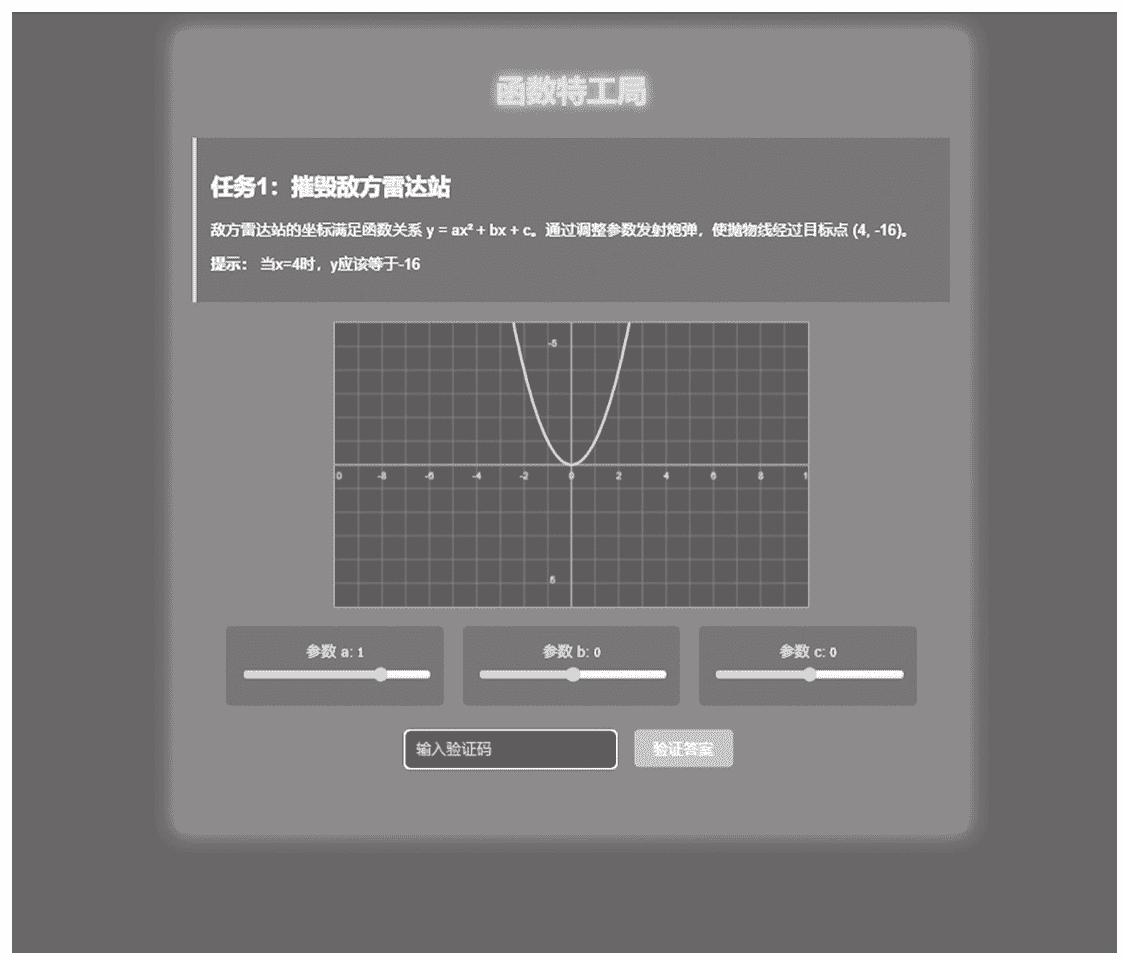 函数特工局
任务1：摧毁敌方雷达站
敌方雷达站的坐标满足函数关系 y = ax² + bx + c。通过调整参数发射炮弹，使抛物线经过目标点 (4, -16)。
提示： 当x=4时，y应该等于-16
-5
0 -8 -6 -4 -2 0 2 4 6 8 1
5
参数 a: 1 参数 b: 0 参数 c: 0
输入验证码 验证答案